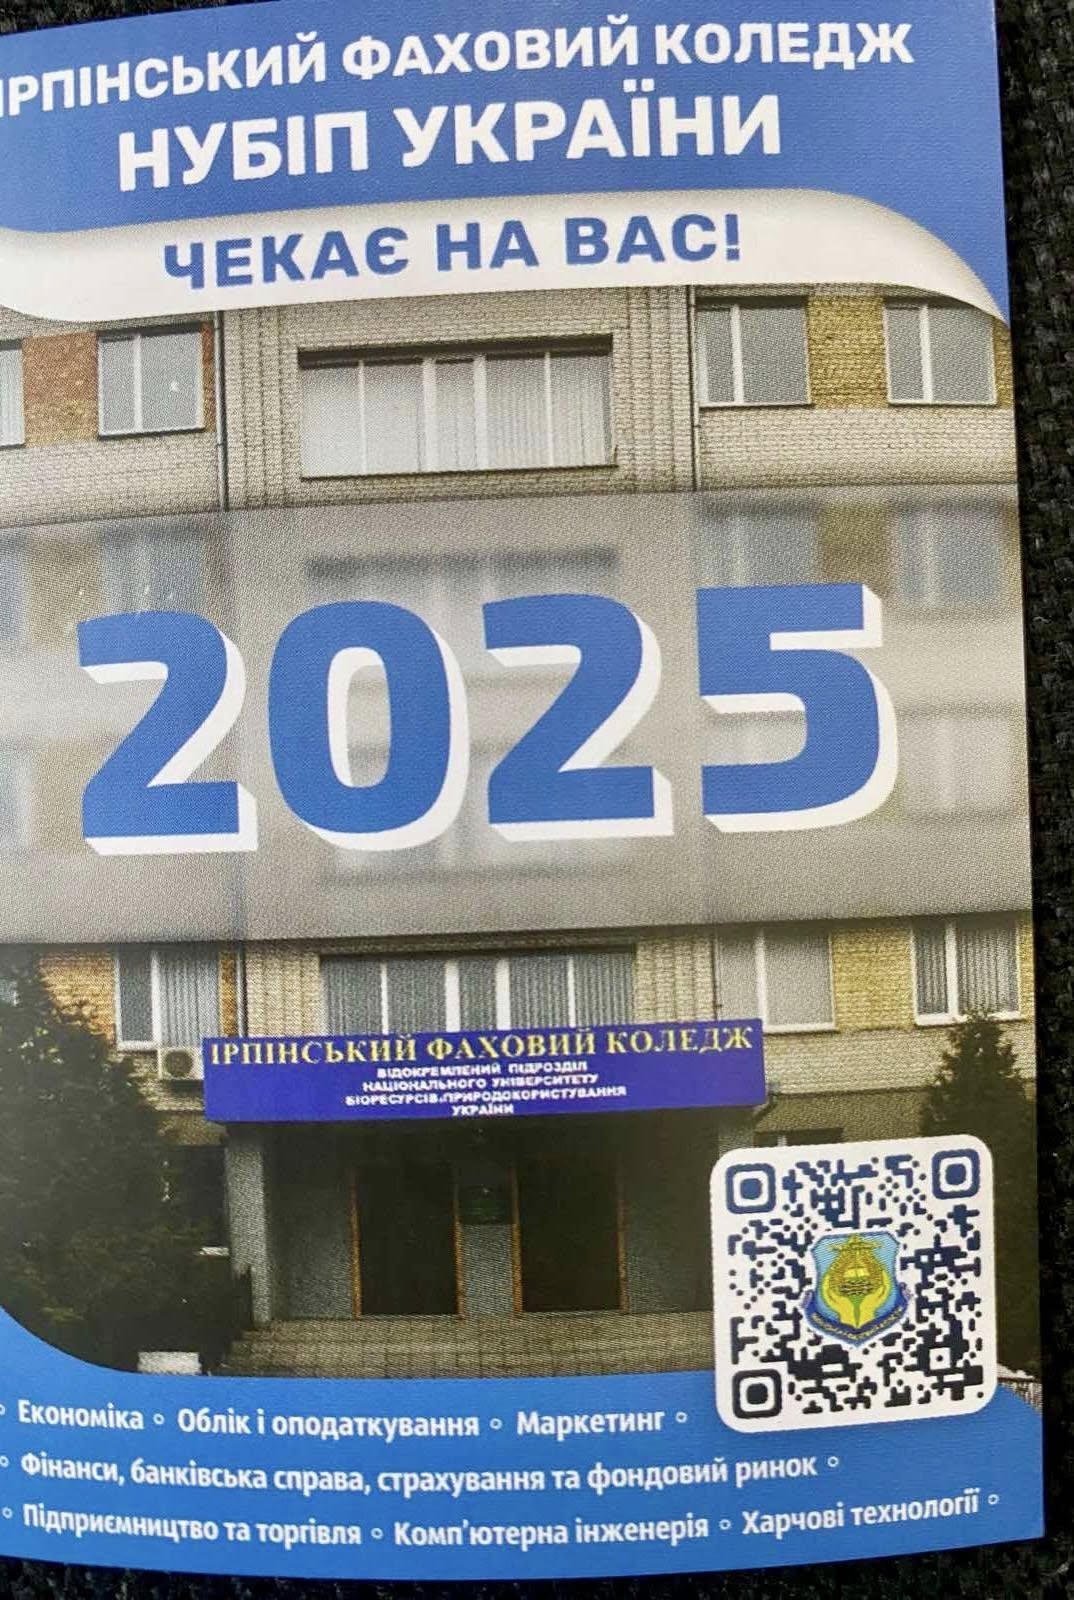 ІРПІНСЬКИЙ ФАХОВИЙ КОЛЕДЖ
НУБІП УКРАЇНИ
ЧЕКАЄ НА ВАС!
2025
ІРПІНСЬКИЙ ФАХОВИЙ КОЛЕДЖ
ВІДОКРЕМЛЕНИЙ ПІДРОЗДІЛ
НАЦІОНАЛЬНОГО УНІВЕРСИТЕТУ
БІОРЕСУРСІВ І ПРИРОДОКОРИСТУВАННЯ
УКРАЇНИ
◦ Економіка ◦ Облік і оподаткування ◦ Маркетинг ◦
◦ Фінанси, банківська справа, страхування та фондовий ринок ◦
◦ Підприємництво та торгівля ◦ Комп'ютерна інженерія ◦ Харчові технології ◦